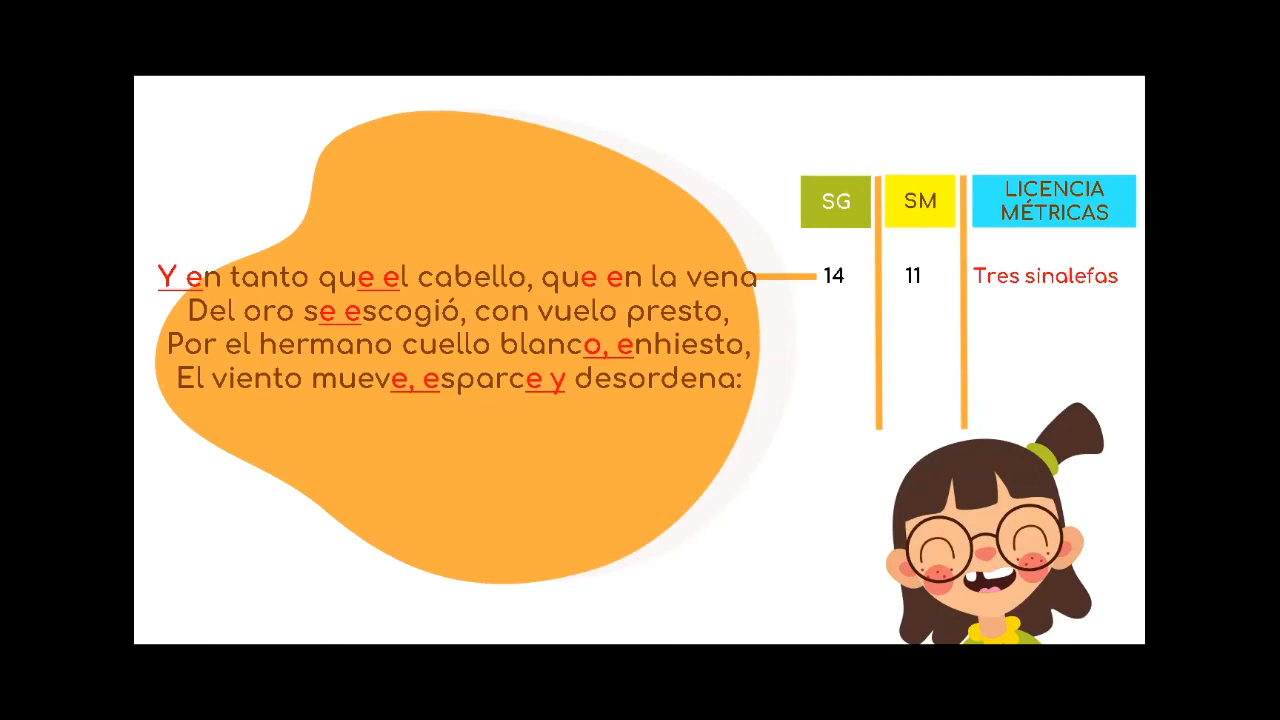 SG
SM
LICENCIA
MÉTRICAS
Y en tanto que el cabello, que en la vena
14
11
Tres sinalefas
Del oro se escogió, con vuelo presto,
Por el hermano cuello blanco, enhiesto,
El viento mueve, esparce y desordena: